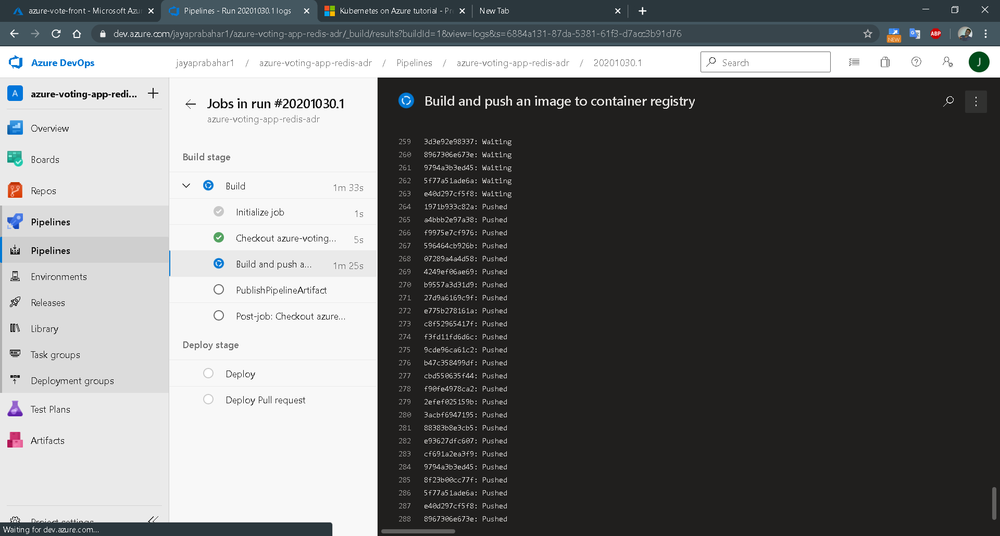 azure-vote-front - Microsoft Azur
Pipelines - Run 20201030.1 logs
Kubernetes on Azure tutorial - Pre
New Tab
dev.azure.com/jayaprabahar1/azure-voting-app-redis-adr/_build/results?buildId=1&view=logs&s=6884a131-87da-5381-61f3-d7acc3b91d76
NEW
ABP
Azure DevOps
jayaprabahar1 / azure-voting-app-redis-adr / Pipelines / azure-voting-app-redis-adr / 20201030.1
Search
J
A
azure-voting-app-redi...
Overview
Boards
Repos
Pipelines
Pipelines
Environments
Releases
Library
Task groups
Deployment groups
Test Plans
Artifacts
Project settings
Waiting for dev.azure.com...
Jobs in run #20201030.1
azure-voting-app-redis-adr
Build stage
Build 1m 33s
Initialize job 1s
Checkout azure-voting... 5s
Build and push a... 1m 25s
PublishPipelineArtifact
Post-job: Checkout azure...
Deploy stage
Deploy
Deploy Pull request
Build and push an image to container registry
259 3d3e92e98337: Waiting
260 8967306e673e: Waiting
261 9794a3b3ed45: Waiting
262 5f77a51ade6a: Waiting
263 e40d297cf5f8: Waiting
264 1971b933c82a: Pushed
265 a4bbb2e97a38: Pushed
266 f9975e7cf976: Pushed
267 596464cb926b: Pushed
268 07289a4a4d58: Pushed
269 4249ef06ae69: Pushed
270 b9557a3d31d9: Pushed
271 27d9a6169c9f: Pushed
272 e775b278161a: Pushed
273 c8f52965417f: Pushed
274 f3fd11fd6d6c: Pushed
275 9cde96ca61c2: Pushed
276 b47c358499df: Pushed
277 cbd550635f44: Pushed
278 f90fe4978ca2: Pushed
279 2efef025159b: Pushed
280 3acbf6947195: Pushed
281 88383b8e3cb5: Pushed
282 e93627dfc607: Pushed
283 cf691a2ea3f9: Pushed
284 9794a3b3ed45: Pushed
285 8f23b00cc77f: Pushed
286 5f77a51ade6a: Pushed
287 e40d297cf5f8: Pushed
288 8967306e673e: Pushed